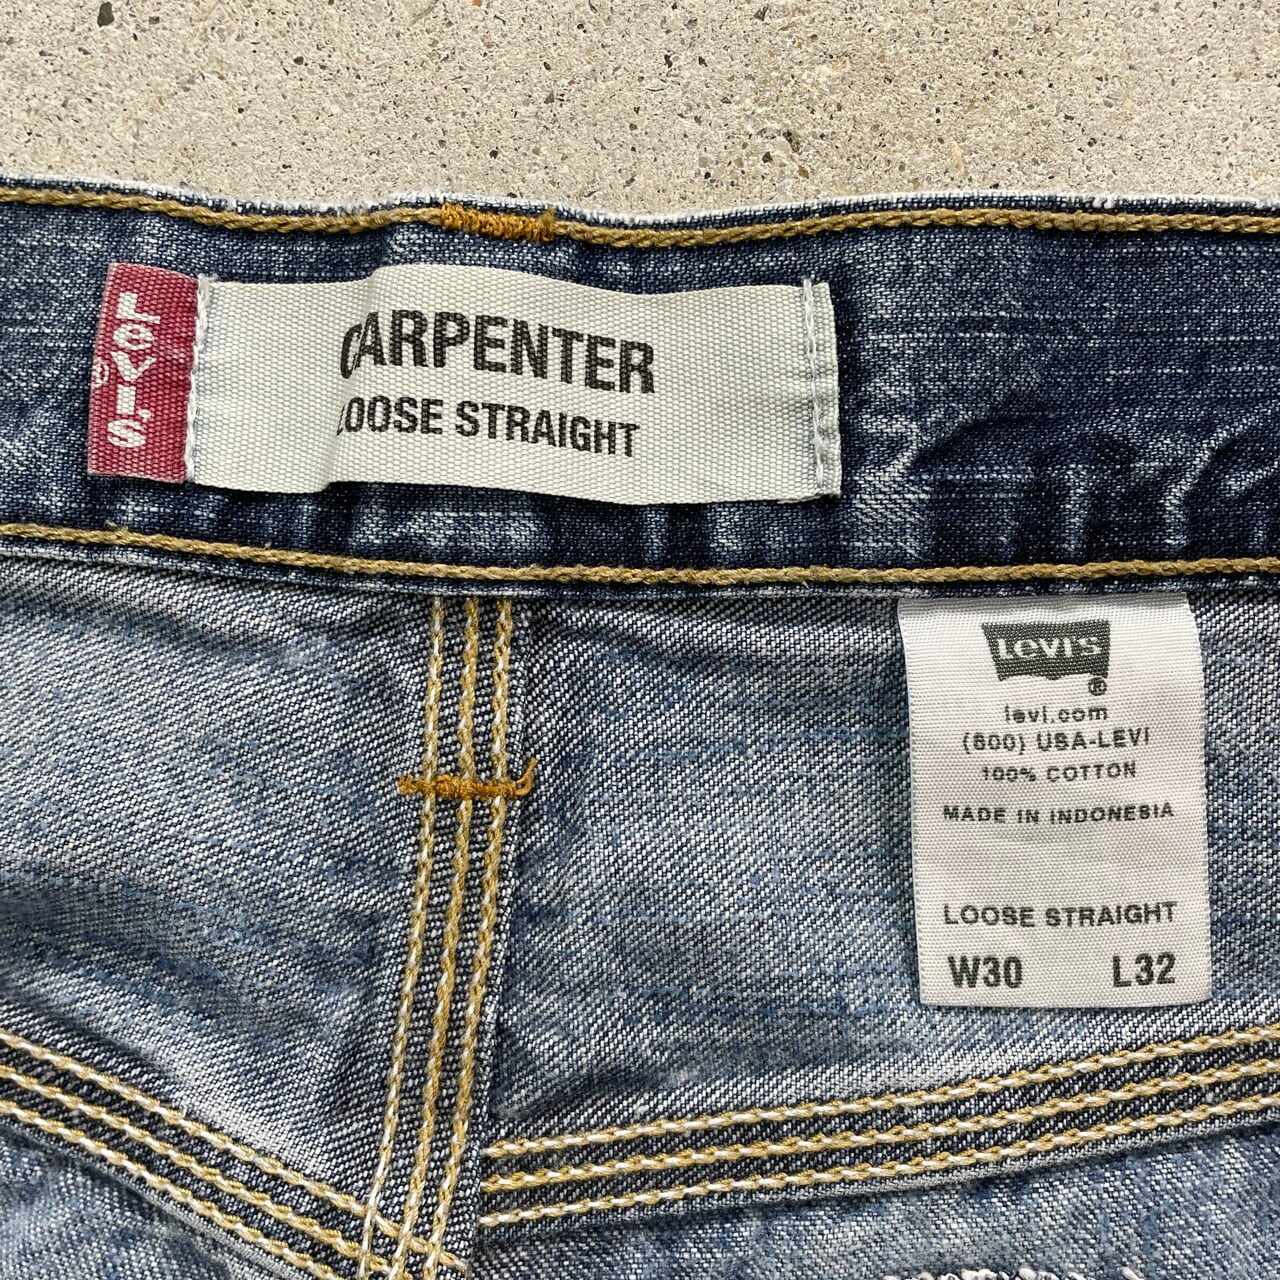 LEVI'S
®
CARPENTER
LOOSE STRAIGHT
LEVI'S
®
levi.com
(800) USA-LEVI
100% COTTON
MADE IN INDONESIA
LOOSE STRAIGHT
W30 L32